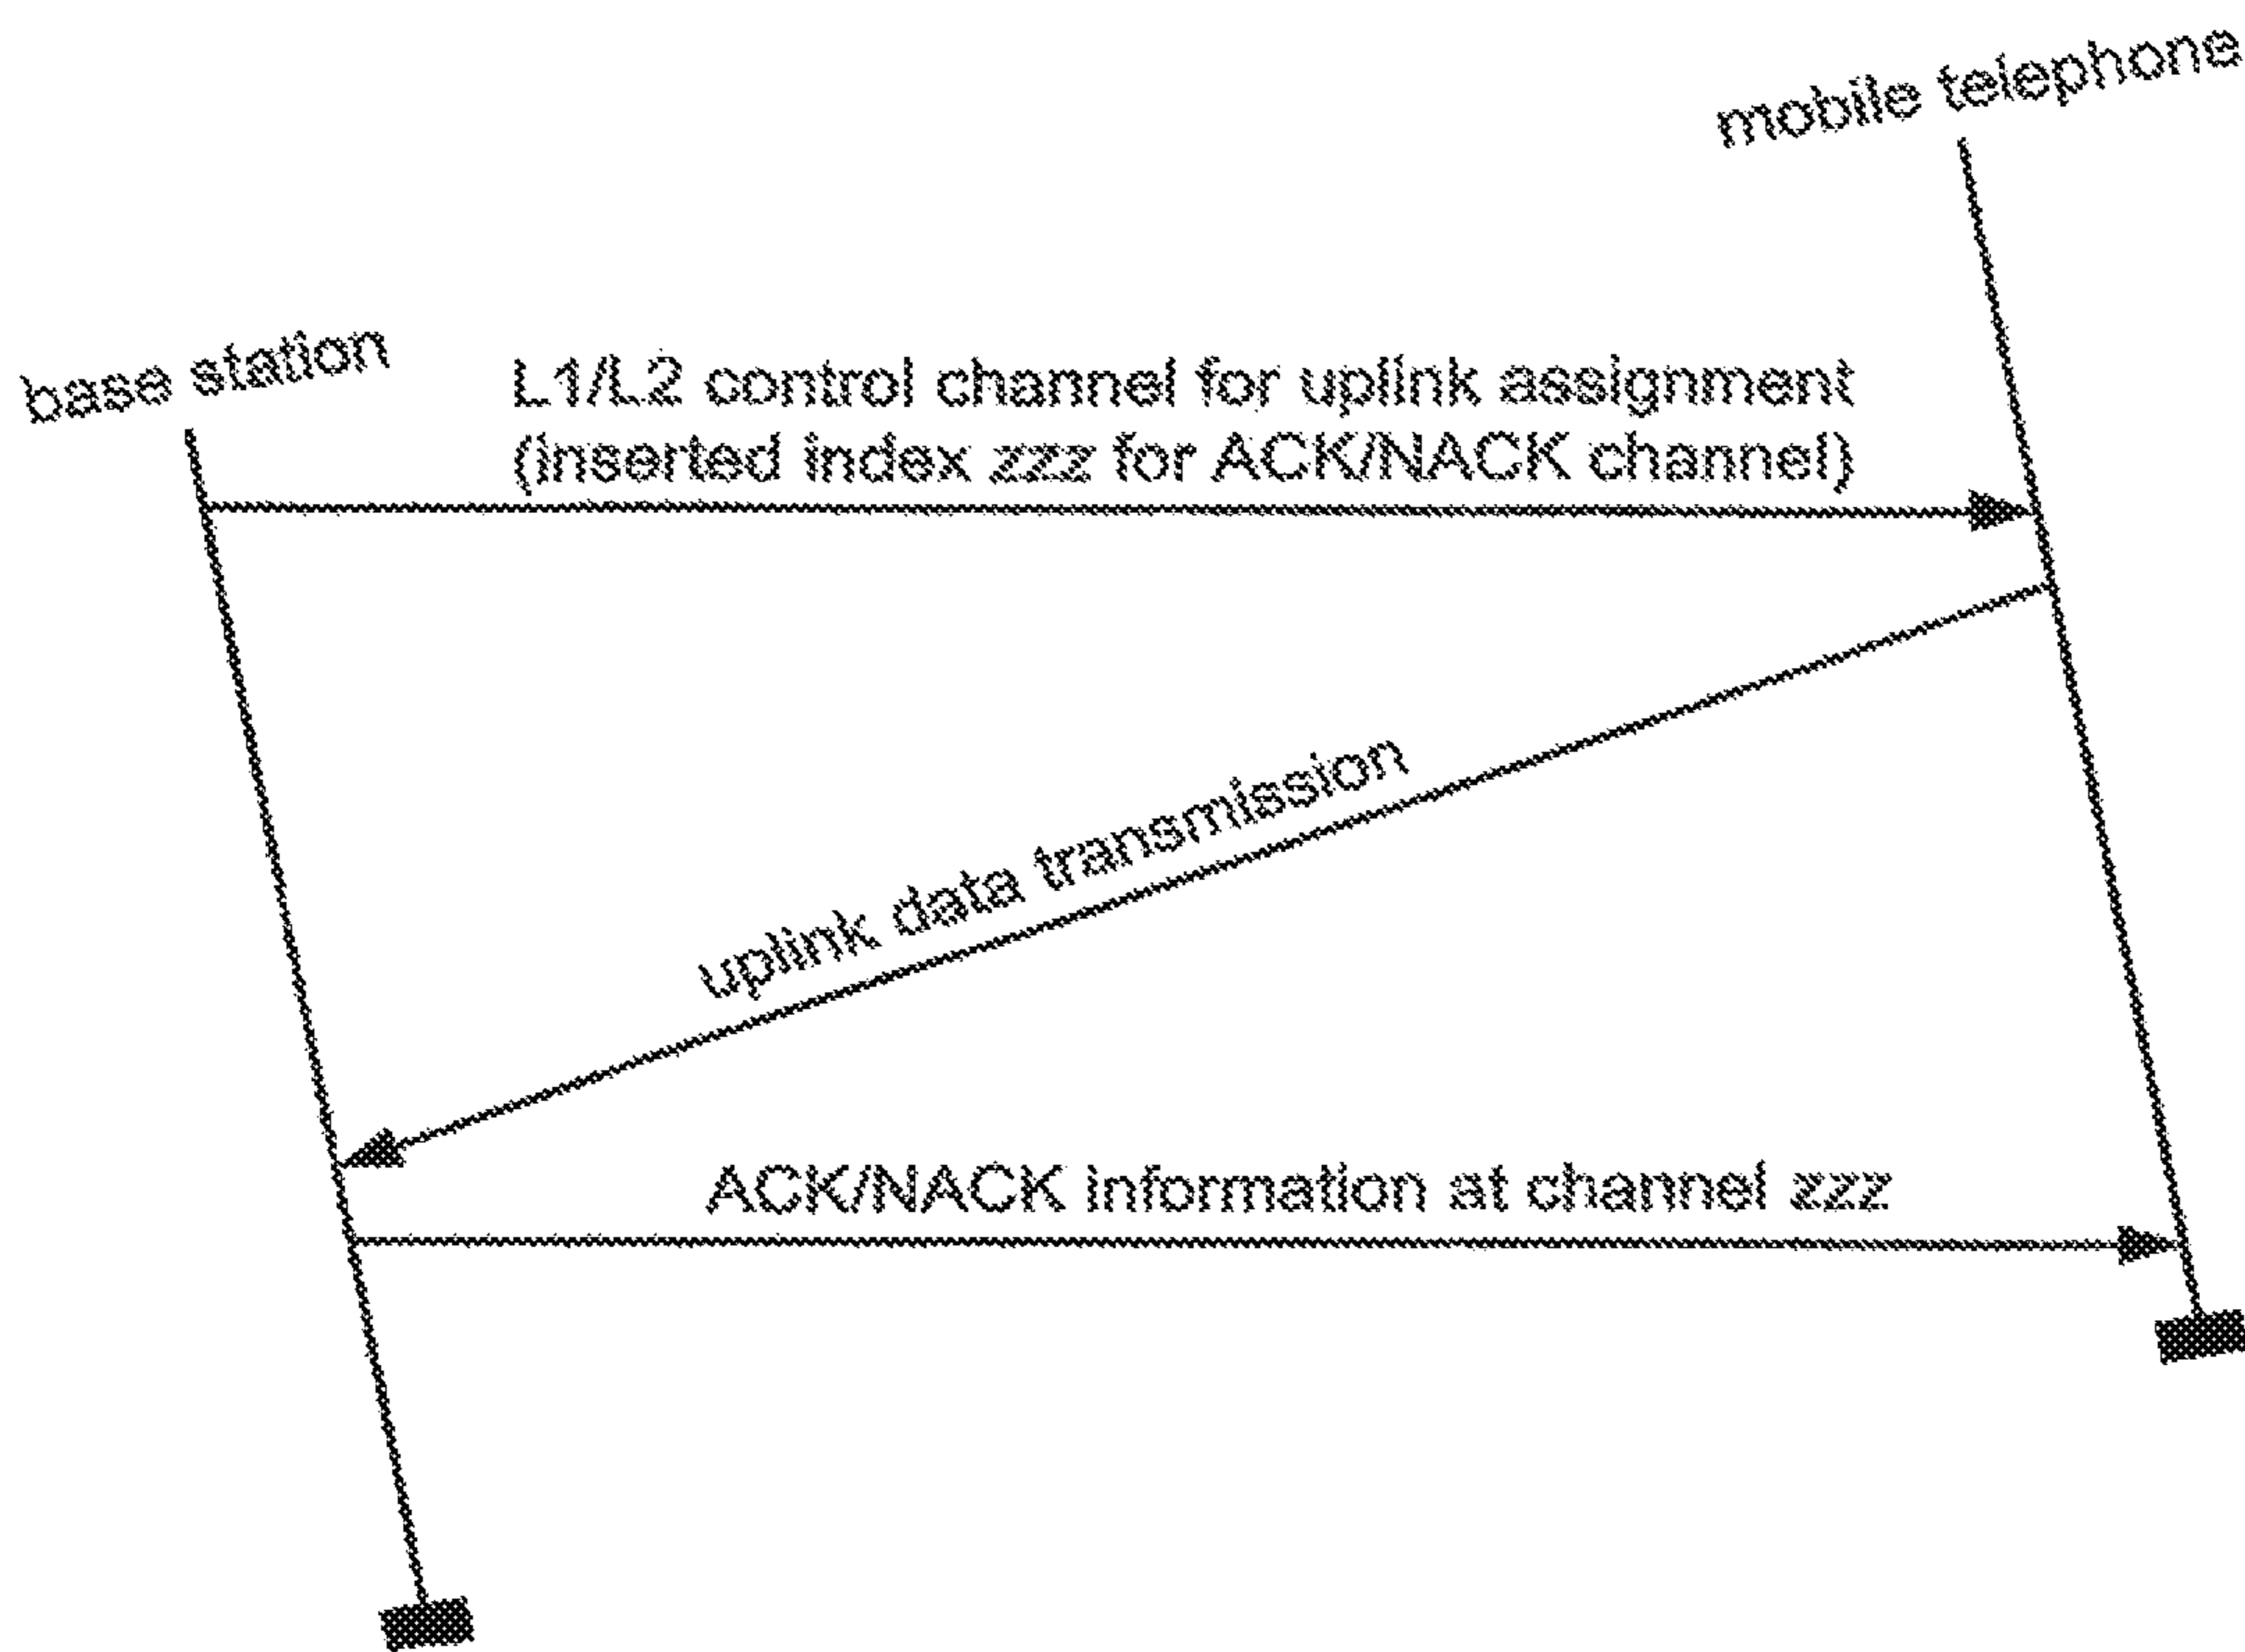 mobile telephone
base station
L1/L2 control channel for uplink assignment
(inserted index zzz for ACK/NACK channel)
uplink data transmission
ACK/NACK information at channel zzz